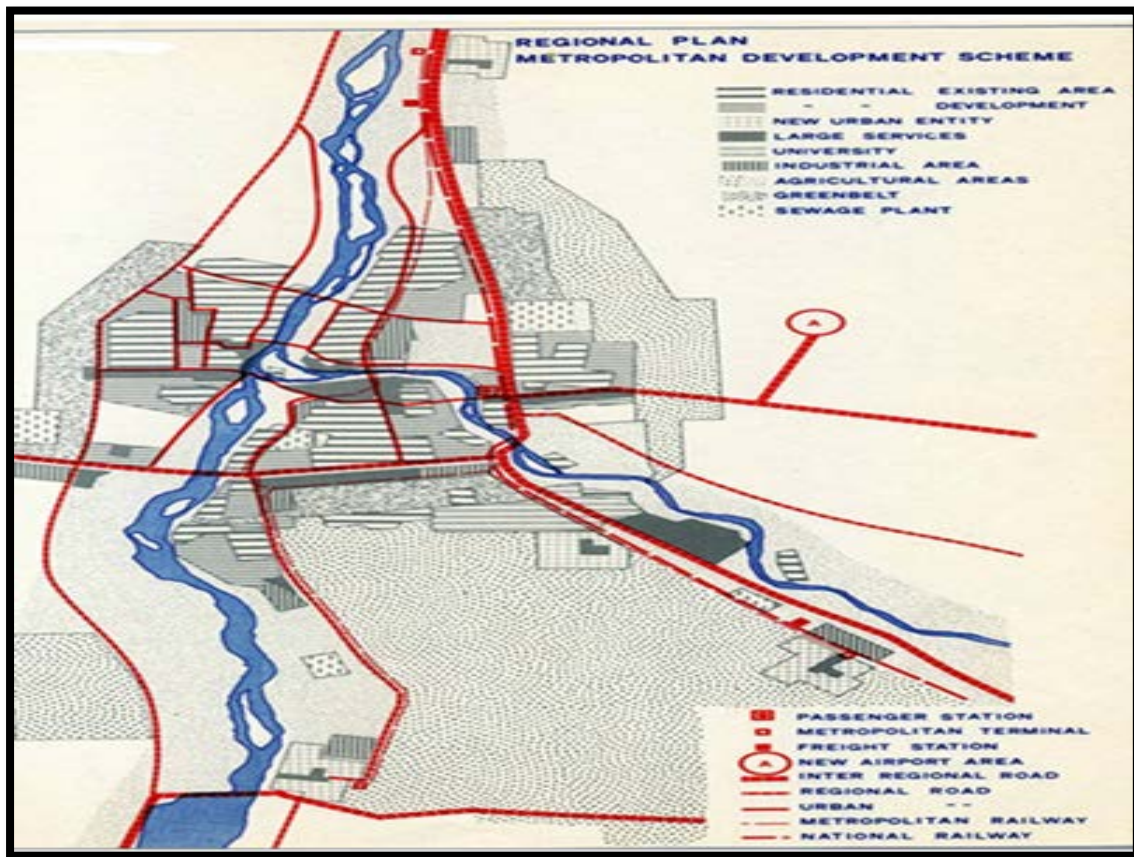 REGIONAL PLAN
METROPOLITAN DEVELOPMENT SCHEME
RESIDENTIAL EXISTING AREA
- - DEVELOPMENT
NEW URBAN ENTITY
LARGE SERVICES
UNIVERSITY
INDUSTRIAL AREA
AGRICULTURAL AREAS
GREENBELT
SEWAGE PLANT
PASSENGER STATION
METROPOLITAN TERMINAL
FREIGHT STATION
NEW AIRPORT AREA
INTER REGIONAL ROAD
REGIONAL ROAD
URBAN - -
METROPOLITAN RAILWAY
NATIONAL RAILWAY